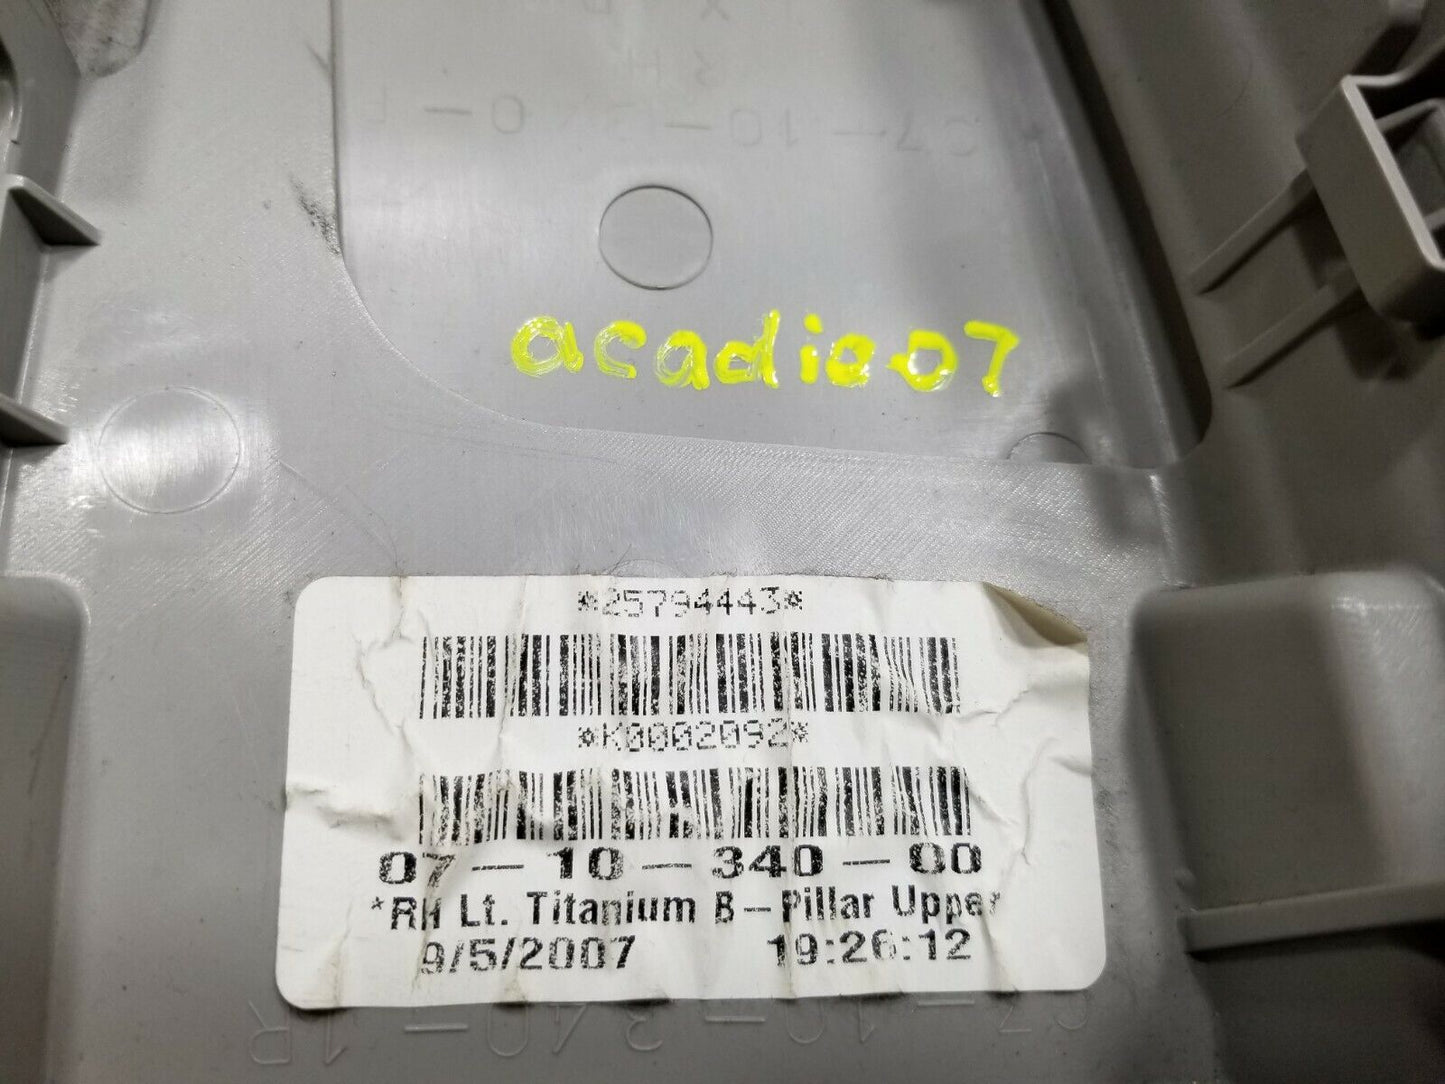 acadia07
*25794443*
*K0002092*
07-10-340-00
*RH Lt. Titanium B-Pillar Upper
9/5/2007 19:26:12